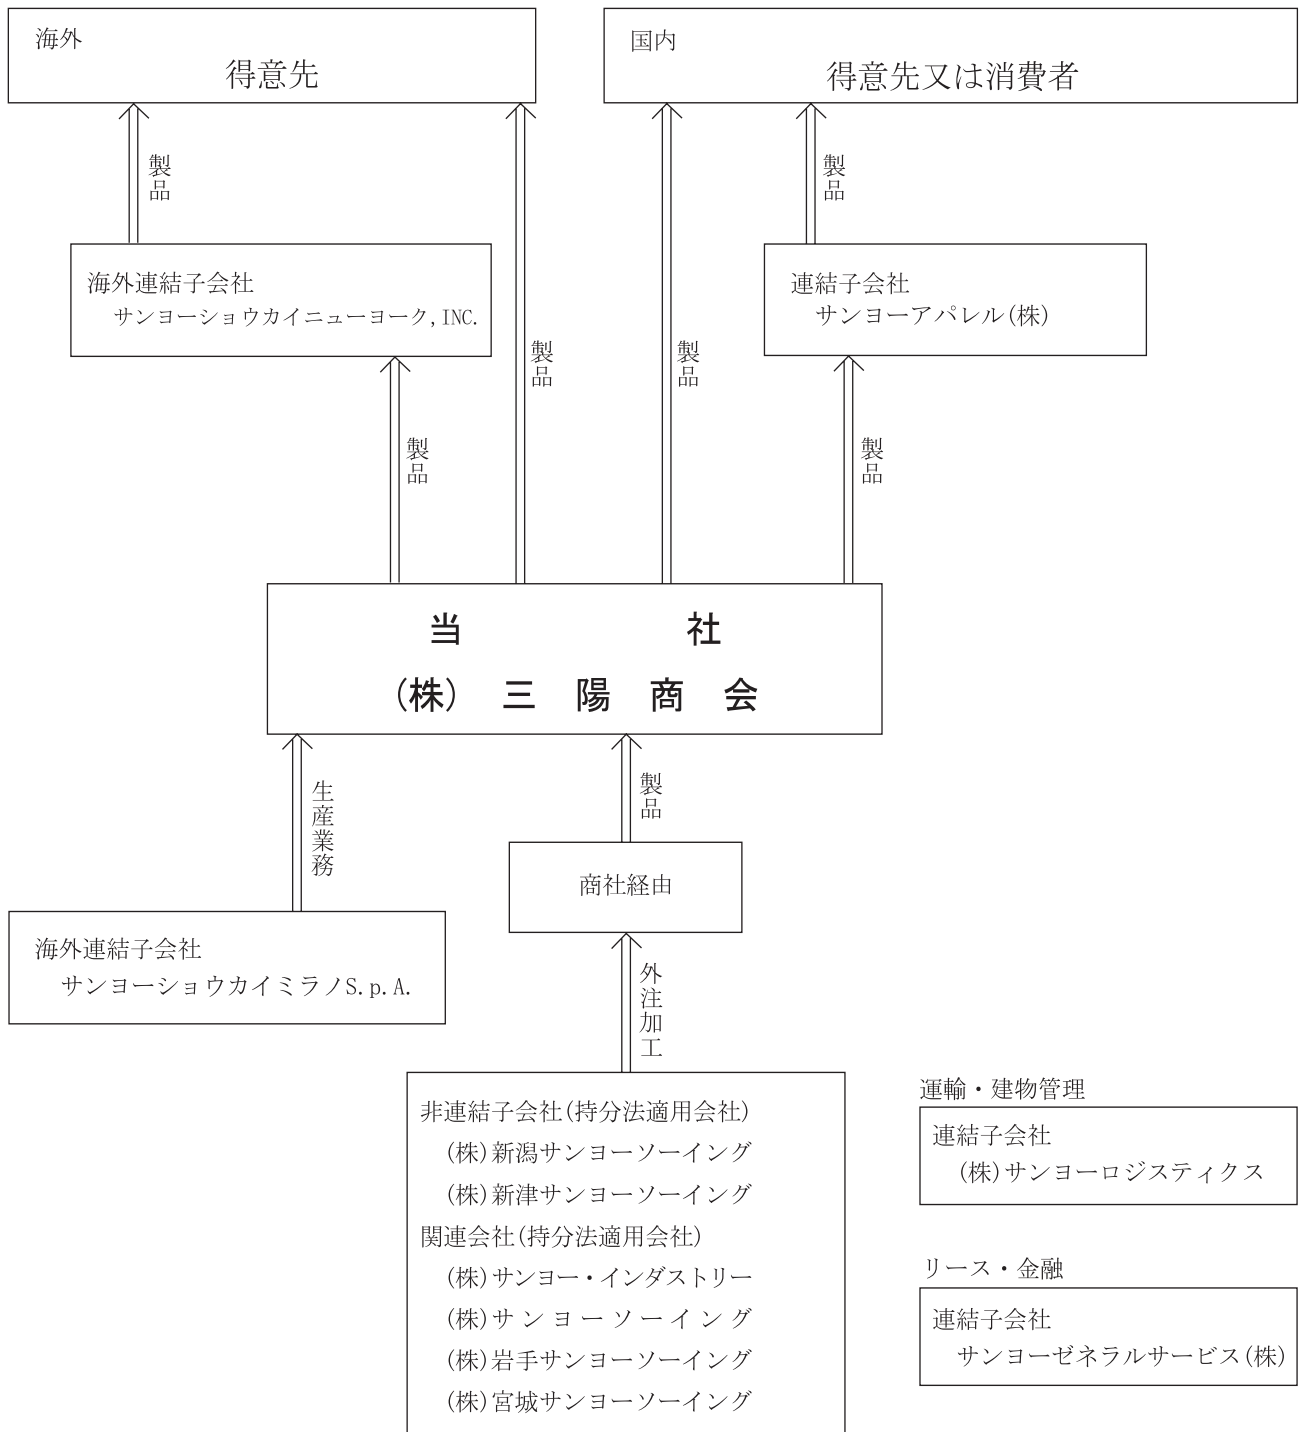 海外
得意先
国内
得意先又は消費者
製品
製品
海外連結子会社
サンヨーショウカイニューヨーク,INC.
連結子会社
サンヨーアパレル(株)
製品
製品
製品
製品
当社
(株) 三陽商会
生産業務
製品
商社経由
海外連結子会社
サンヨーショウカイミラノS.p.A.
外注加工
非連結子会社(持分法適用会社)
(株)新潟サンヨーソーイング
(株)新津サンヨーソーイング
関連会社(持分法適用会社)
(株)サンヨー・インダストリー
(株)サンヨーソーイング
(株)岩手サンヨーソーイング
(株)宮城サンヨーソーイング
運輸・建物管理
連結子会社
(株)サンヨーロジスティクス
リース・金融
連結子会社
サンヨーゼネラルサービス(株)